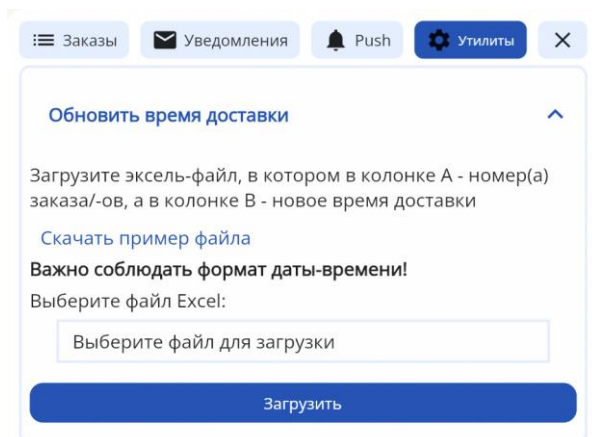 Заказы Уведомления Push Утилиты
Обновить время доставки
Загрузите эксель-файл, в котором в колонке А - номер(а)
заказа/-ов, а в колонке В - новое время доставки
Скачать пример файла
Важно соблюдать формат даты-времени!
Выберите файл Excel:
Выберите файл для загрузки
Загрузить